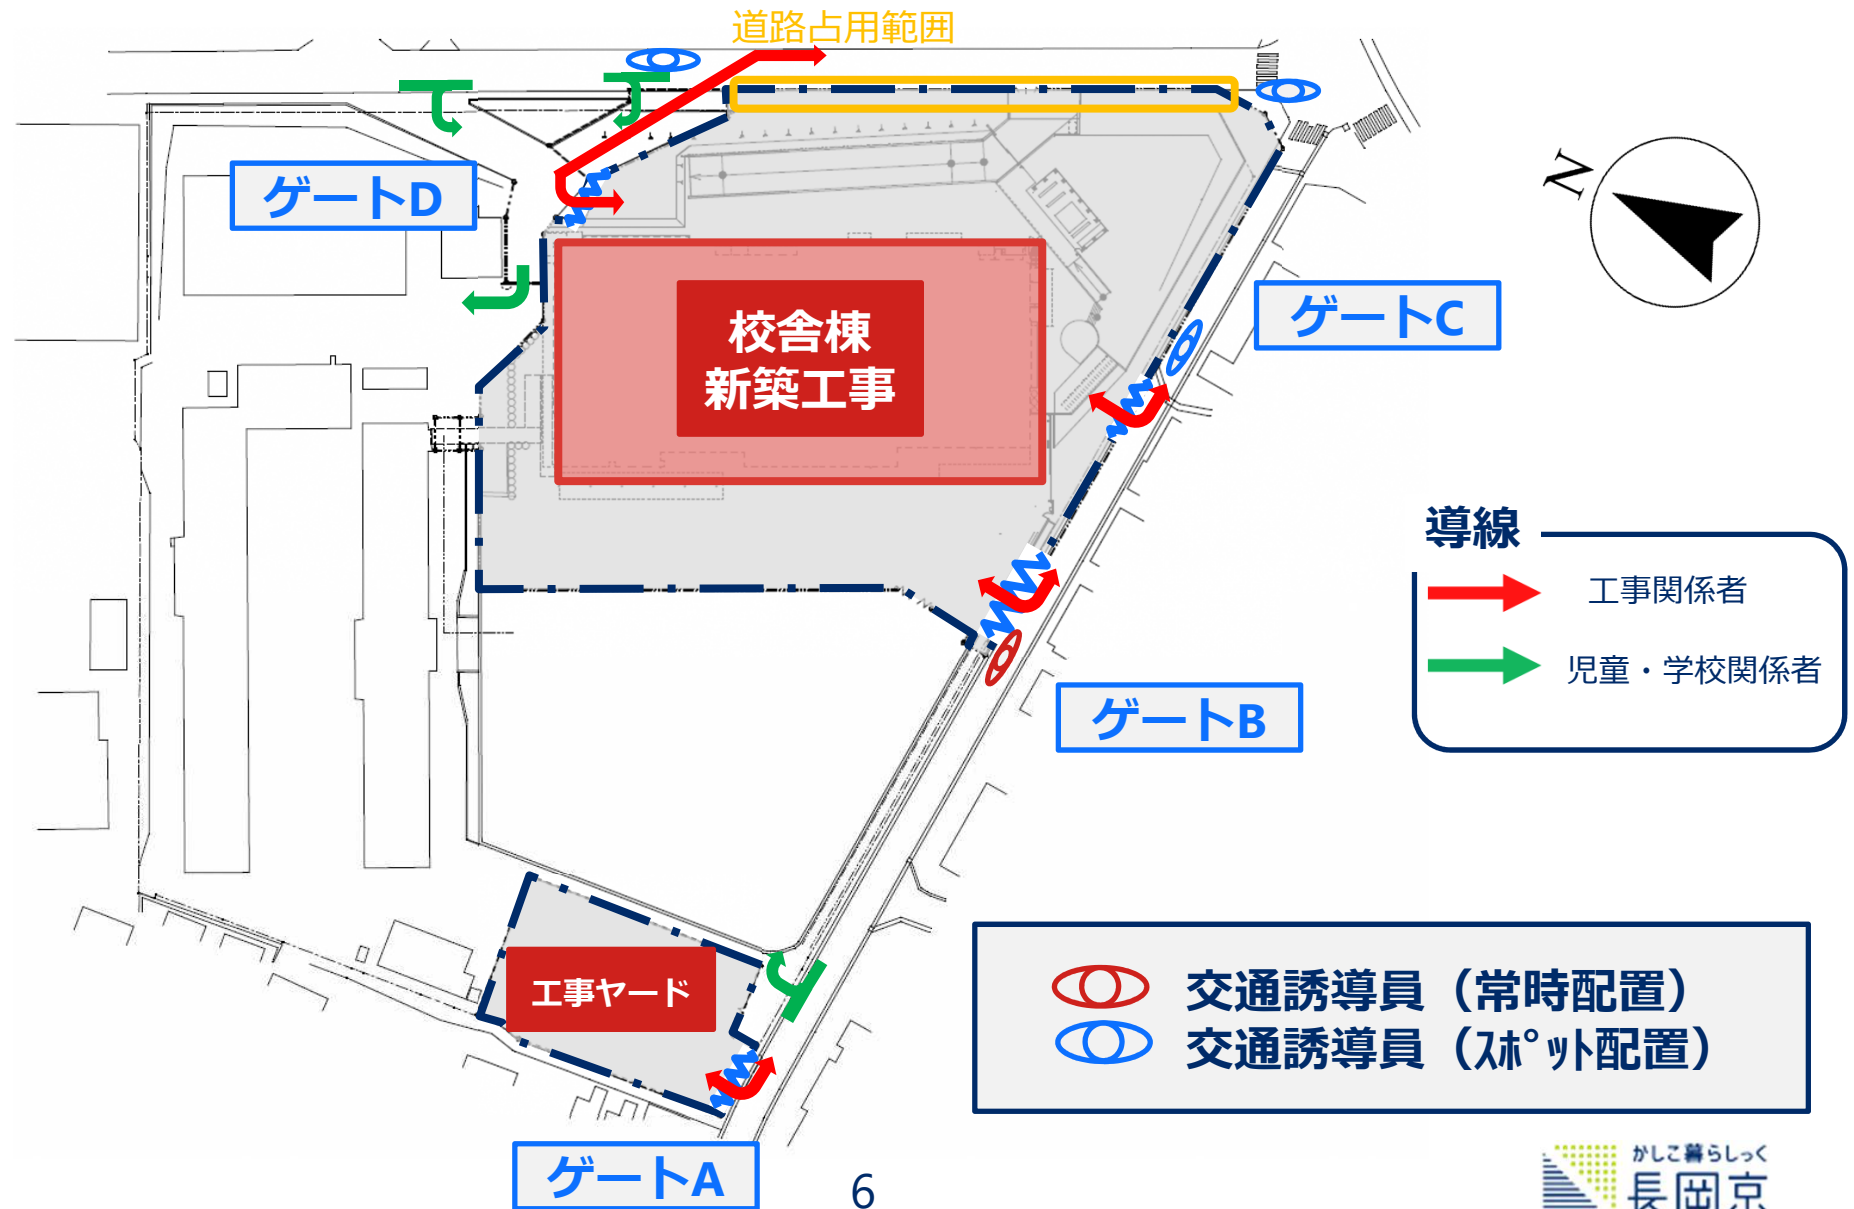 道路占用範囲
ゲートD
N
校舎棟
新築工事
ゲートC
導線
工事関係者
児童・学校関係者
ゲートB
工事ヤード
交通誘導員（常時配置）
交通誘導員（ｽﾎﾟｯﾄ配置）
ゲートA
6
かしこ暮らしっく
長岡京